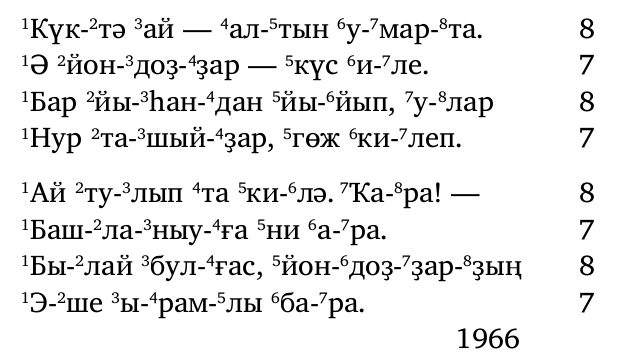 ¹Күк-²тә ³ай — ⁴ал-⁵тын ⁶у-⁷мар-⁸та. 8
¹Ә ²йон-³доҙ-⁴ҙар — ⁵күс ⁶и-⁷ле. 7
¹Бар ²йы-³һан-⁴дан ⁵йы-⁶йып, ⁷у-⁸лар 8
¹Нур ²та-³шый-⁴ҙар, ⁵гөж ⁶ки-⁷леп. 7
¹Ай ²ту-³лып ⁴та ⁵ки-⁶лә. ⁷Ҡа-⁸ра! — 8
¹Баш-²ла-³ныу-⁴ға ⁵ни ⁶а-⁷ра. 7
¹Бы-²лай ³бул-⁴ғас, ⁵йон-⁶доҙ-⁷ҙар-⁸ҙың 8
¹Э-²ше ³ы-⁴рам-⁵лы ⁶ба-⁷ра. 7
1966